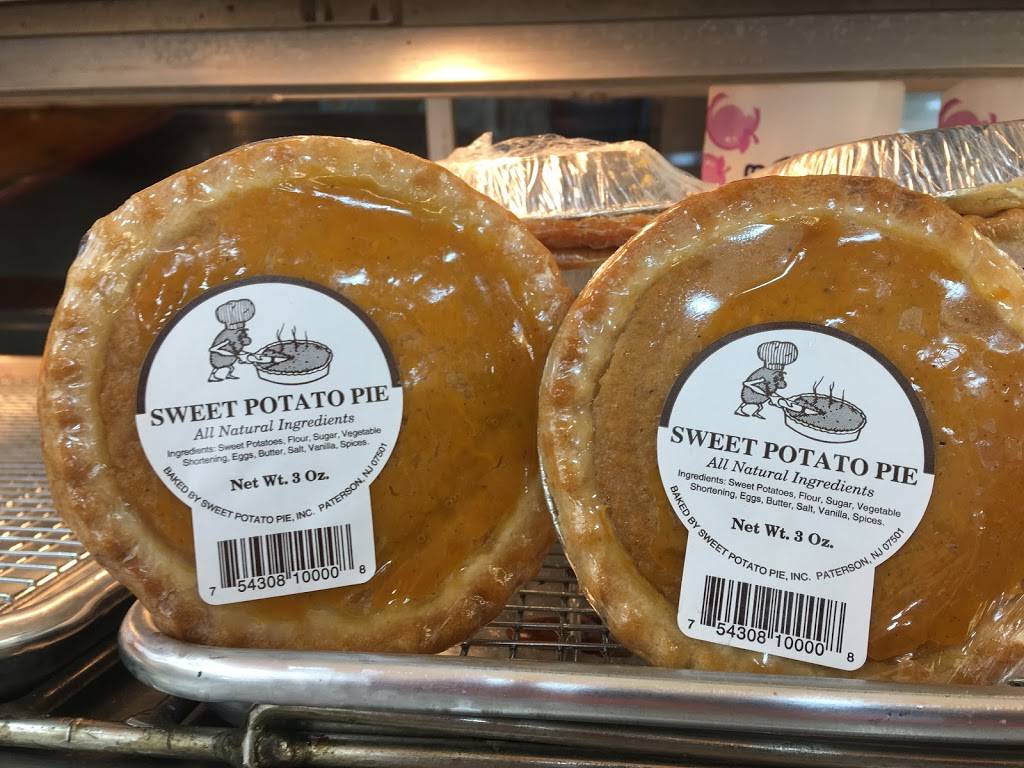 SWEET POTATO PIE
All Natural Ingredients
Ingredients: Sweet Potatoes, Flour, Sugar, Vegetable
Shortening, Eggs, Butter, Salt, Vanilla, Spices.
Net Wt. 3 Oz.
BAKED BY SWEET POTATO PIE, INC. PATERSON, NJ 07501
7 54308 10000 8
SWEET POTATO PIE
All Natural Ingredients
Ingredients: Sweet Potatoes, Flour, Sugar, Vegetable
Shortening, Eggs, Butter, Salt, Vanilla, Spices.
Net Wt. 3 Oz.
BAKED BY SWEET POTATO PIE, INC. PATERSON, NJ 07501
7 54308 10000 8